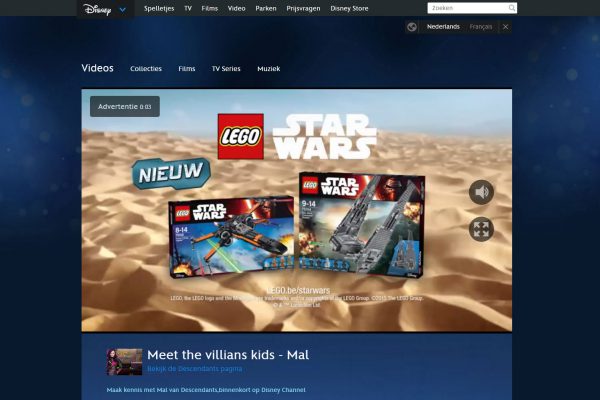 Disney
Spelletjes TV Films Video Parken Prijsvragen Disney Store
Zoeken
Nederlands Français
Videos Collecties Films TV Series Muziek
Advertentie 0:03
LEGO STAR WARS
NIEUW
LEGO STAR WARS
8-14
LEGO STAR WARS
9-14
LEGO.be/starwars
LEGO, the LEGO logo and the Minifigure are trademarks and/or copyrights of the LEGO Group. ©2015 The LEGO Group.
© & ™ Lucasfilm Ltd.
Meet the villians kids - Mal
Bekijk de Descendants pagina
Maak kennis met Mal van Descendants,binnenkort op Disney Channel